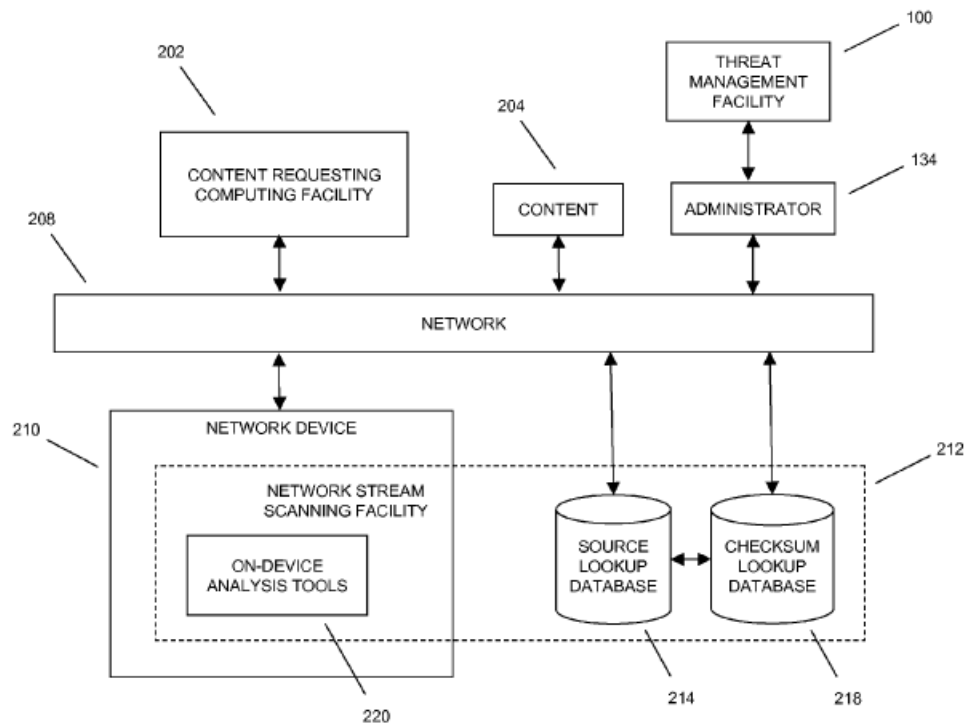 100
THREAT
MANAGEMENT
FACILITY
202
204
134
CONTENT REQUESTING
COMPUTING FACILITY
CONTENT
ADMINISTRATOR
208
NETWORK
210
NETWORK DEVICE
212
NETWORK STREAM
SCANNING FACILITY
ON-DEVICE
ANALYSIS TOOLS
SOURCE
LOOKUP
DATABASE
CHECKSUM
LOOKUP
DATABASE
220
214
218